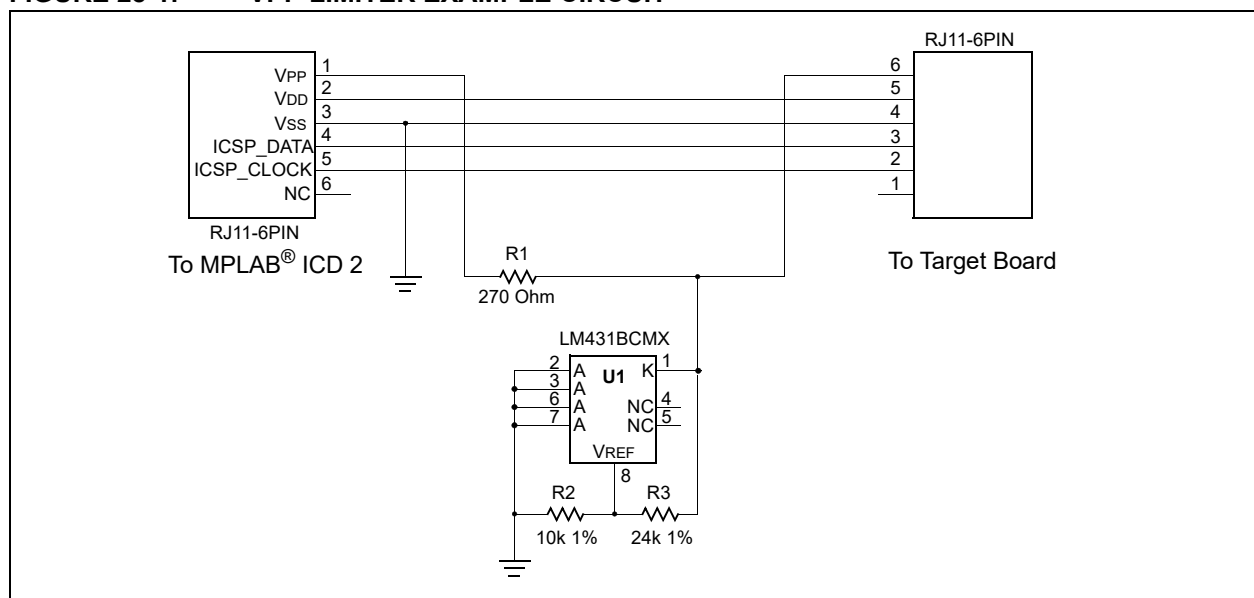 FIGURE VPP LIMITER EXAMPLE CIRCUIT
RJ11-6PIN
VPP 1
VDD 2
VSS 3
ICSP_DATA 4
ICSP_CLOCK 5
NC 6
6
5
4
3
2
1
RJ11-6PIN
To MPLAB® ICD 2
To Target Board
R1
270 Ohm
LM431BCMX
2 A U1 K 1
3 A
6 A NC 4
7 A NC 5
VREF
8
R2 R3
10k 1% 24k 1%